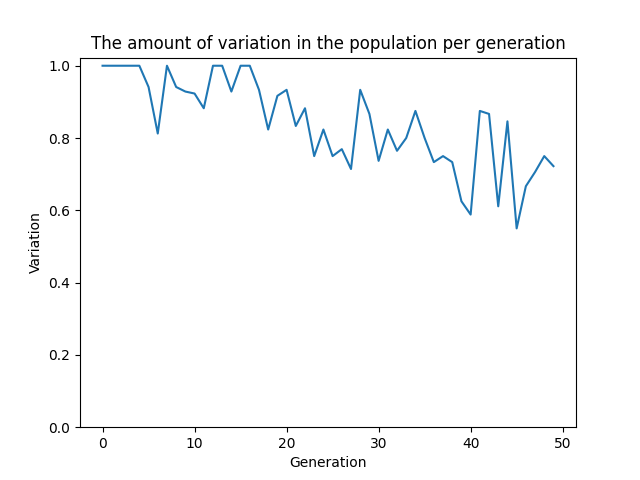 The amount of variation in the population per generation
1.0
0.8
0.6
0.4
0.2
0.0
Variation
0 10 20 30 40 50
Generation